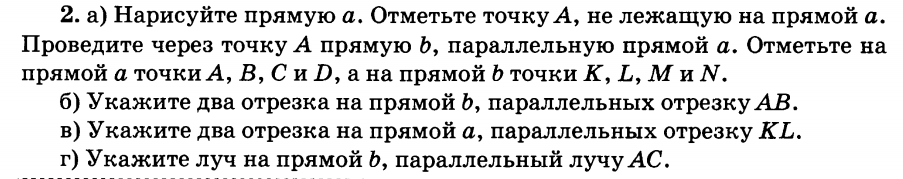 2. а) Нарисуйте прямую a. Отметьте точку A, не лежащую на прямой a.
Проведите через точку A прямую b, параллельную прямой a. Отметьте на
прямой a точки A, B, C и D, а на прямой b точки K, L, M и N.
б) Укажите два отрезка на прямой b, параллельных отрезку AB.
в) Укажите два отрезка на прямой a, параллельных отрезку KL.
г) Укажите луч на прямой b, параллельный лучу AC.